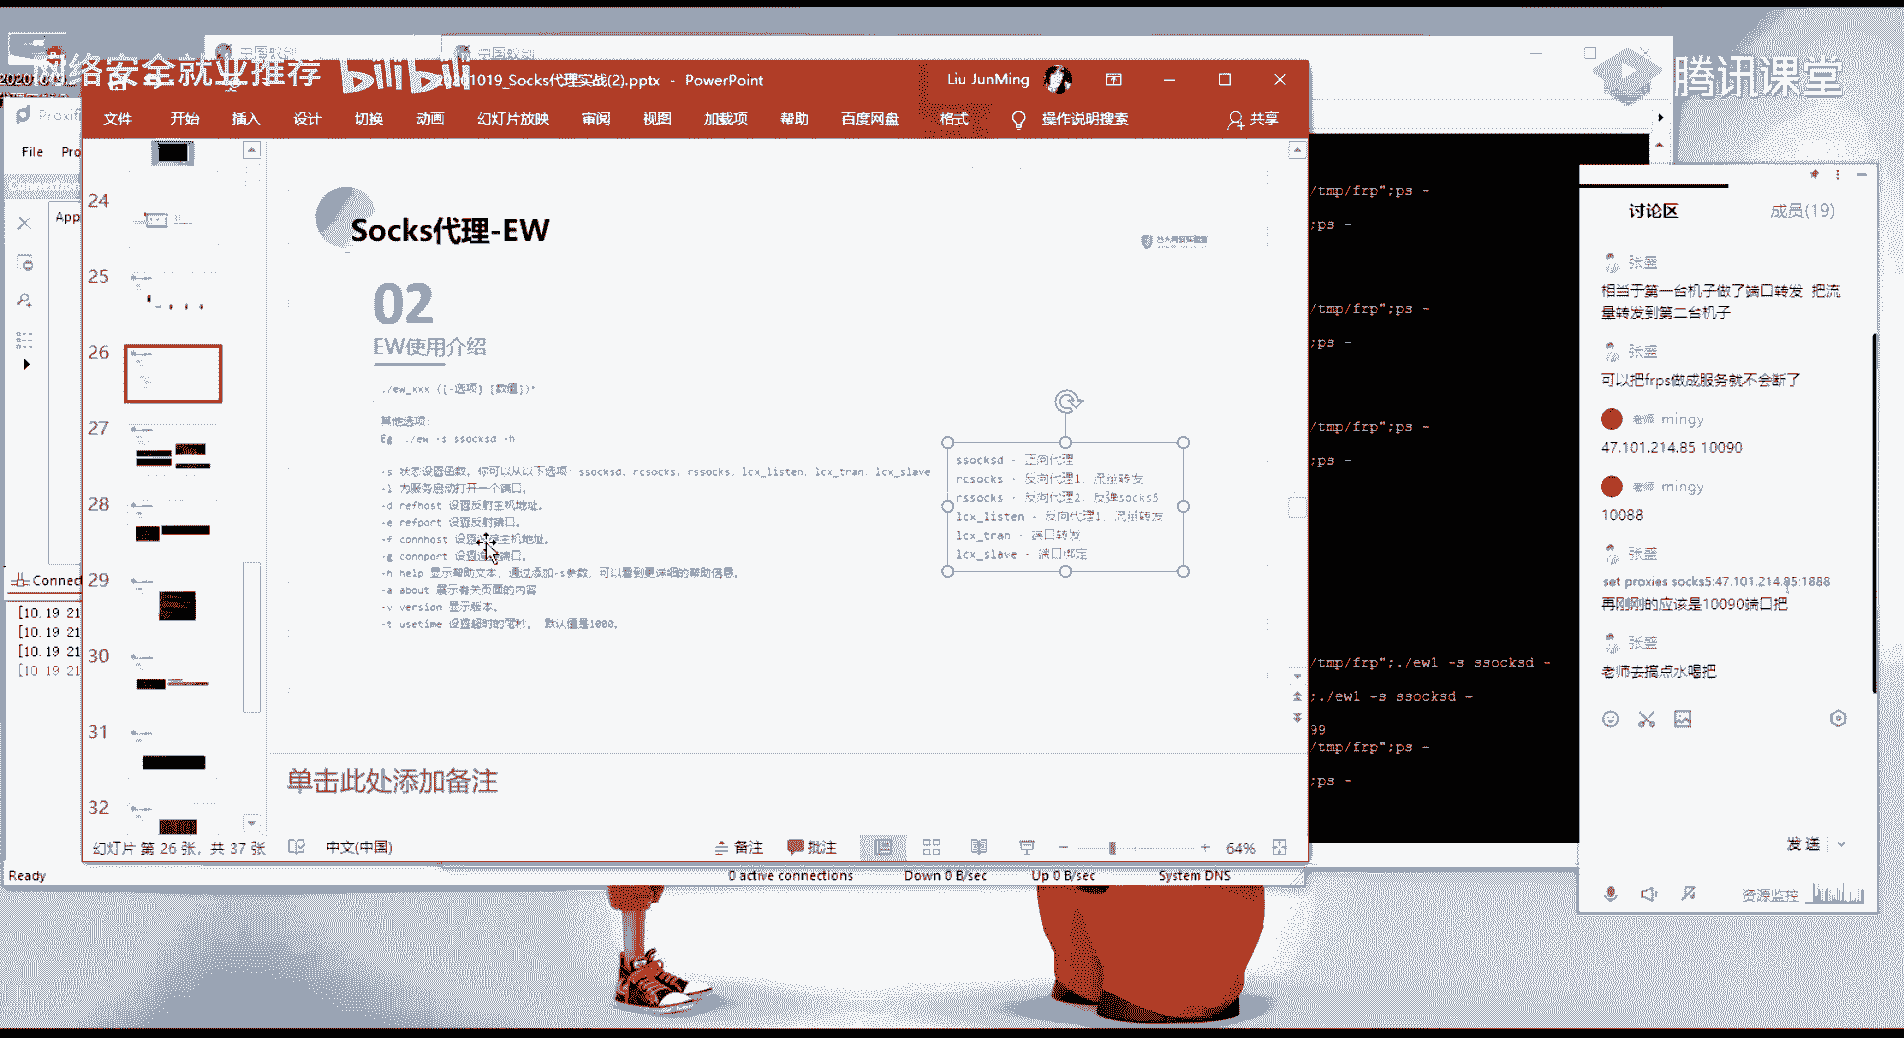 网络安全就业推荐
bilibili
腾讯课堂
中国蚁剑
中国蚁剑
1019_Socks代理实战(2).pptx - PowerPoint
Liu JunMing
文件 开始 插入 设计 切换 动画 幻灯片放映 审阅 视图 加载项 帮助 百度网盘 格式 操作说明搜索 共享
File Pro
App
Connect
[10.19 21
[10.19 21
[10.19 21
[10 19 21
24
25
26
27
28
29
30
31
32
Socks代理-EW
02
EW使用介绍
./ew_xxx ([-选项] [数值])*
其他选项:
Eg ./ew -s ssocksd -h
-s 状态设置函数。你可以从以下选项: ssocksd, rcsocks, rssocks, lcx_listen, lcx_tran, lcx_slave
-l 为服务启动打开一个端口。
-d refhost 设置反射主机地址。
-e refport 设置反射端口。
-f connhost 设置连接主机地址。
-g connport 设置连接端口。
-h help 显示帮助文本，通过添加-s参数，可以看到更详细的帮助信息。
-a about 展示有关页面的内容
-v version 显示版本。
-t usetime 设置超时的毫秒， 默认值是1000。
ssocksd - 正向代理
rcsocks - 反向代理1，流量转发
rssocks - 反向代理2，反弹socks5
lcx_listen - 反向代理1，流量转发
lcx_tran - 端口转发
lcx_slave - 端口绑定
单击此处添加备注
幻灯片 第 26 张，共 37 张 中文(中国) 备注 批注 64%
Ready 0 active connections Down 0 B/sec Up 0 B/sec System DNS
/tmp/frp";ps -
;ps -
/tmp/frp";ps -
;ps -
/tmp/frp";ps -
;ps -
/tmp/frp";./ew1 -s ssocksd -
;./ew1 -s ssocksd -
99
/tmp/frp";ps -
;ps -
讨论区 成员(19)
张盛
相当于第一台机子做了端口转发 把流
量转发到第二台机子
张盛
可以把frps做成服务就不会断了
老师 mingy
47.101.214.85 10090
老师 mingy
10088
张盛
set proxies socks5:47.101.214.85:1888
再刚刚的应该是10090端口把
张盛
老师去搞点水喝把
发送
资源监控